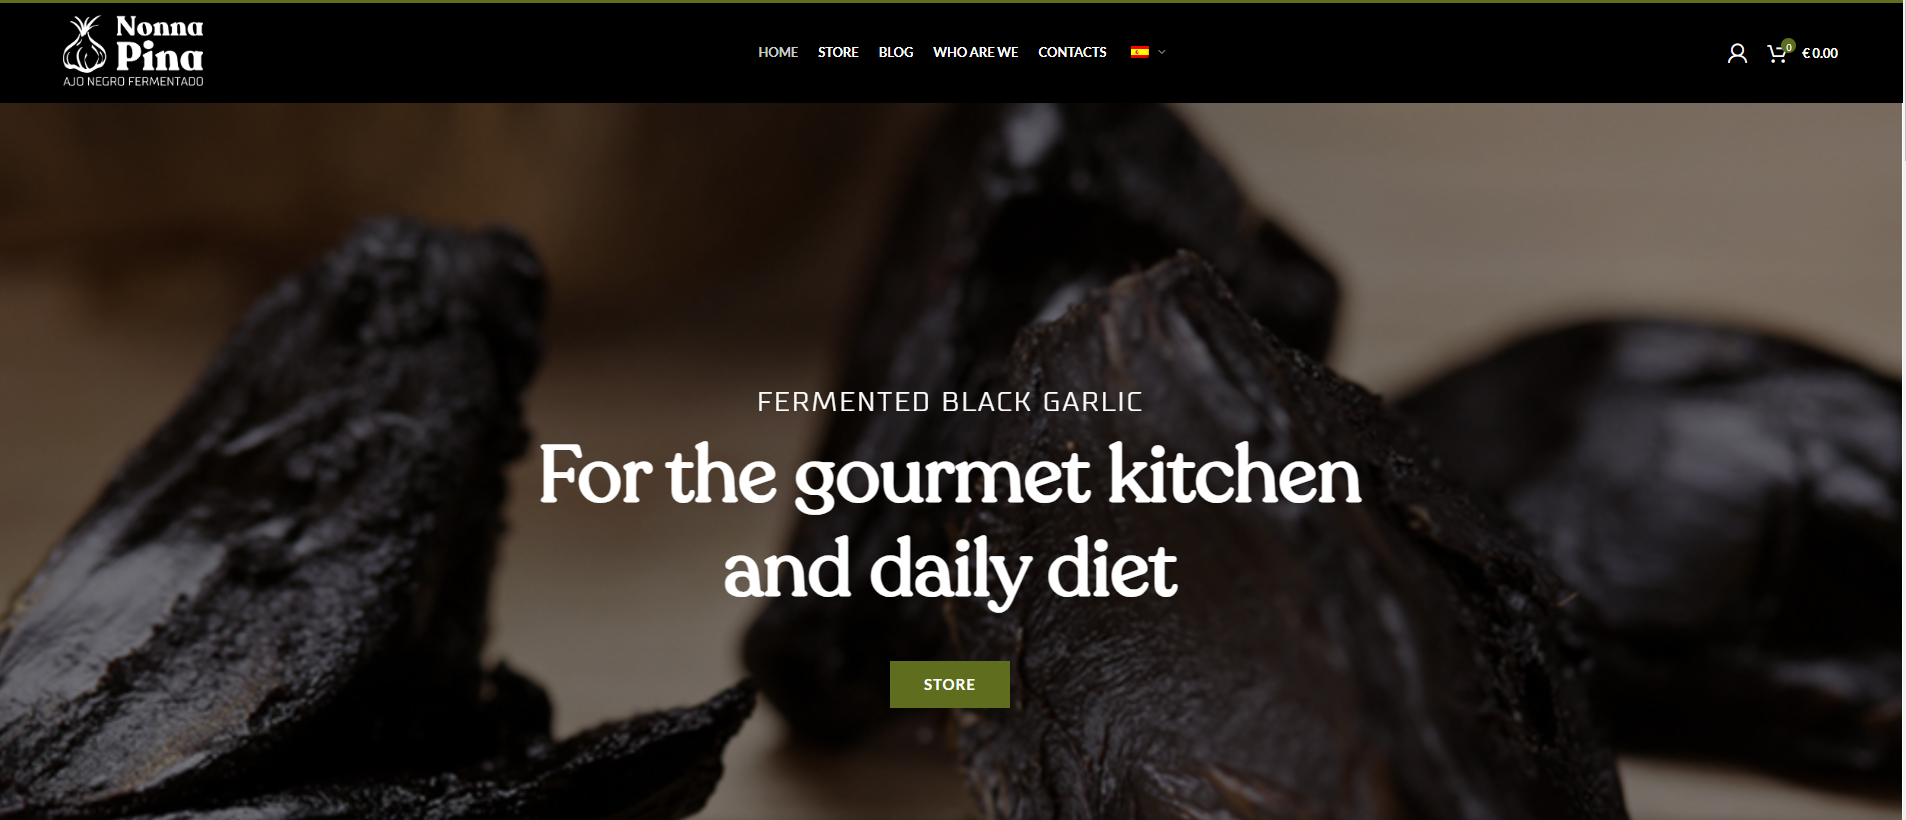 Nonna
Pina
AJO NEGRO FERMENTADO
HOME STORE BLOG WHO ARE WE CONTACTS
0
€ 0.00
FERMENTED BLACK GARLIC
For the gourmet kitchen
and daily diet
STORE